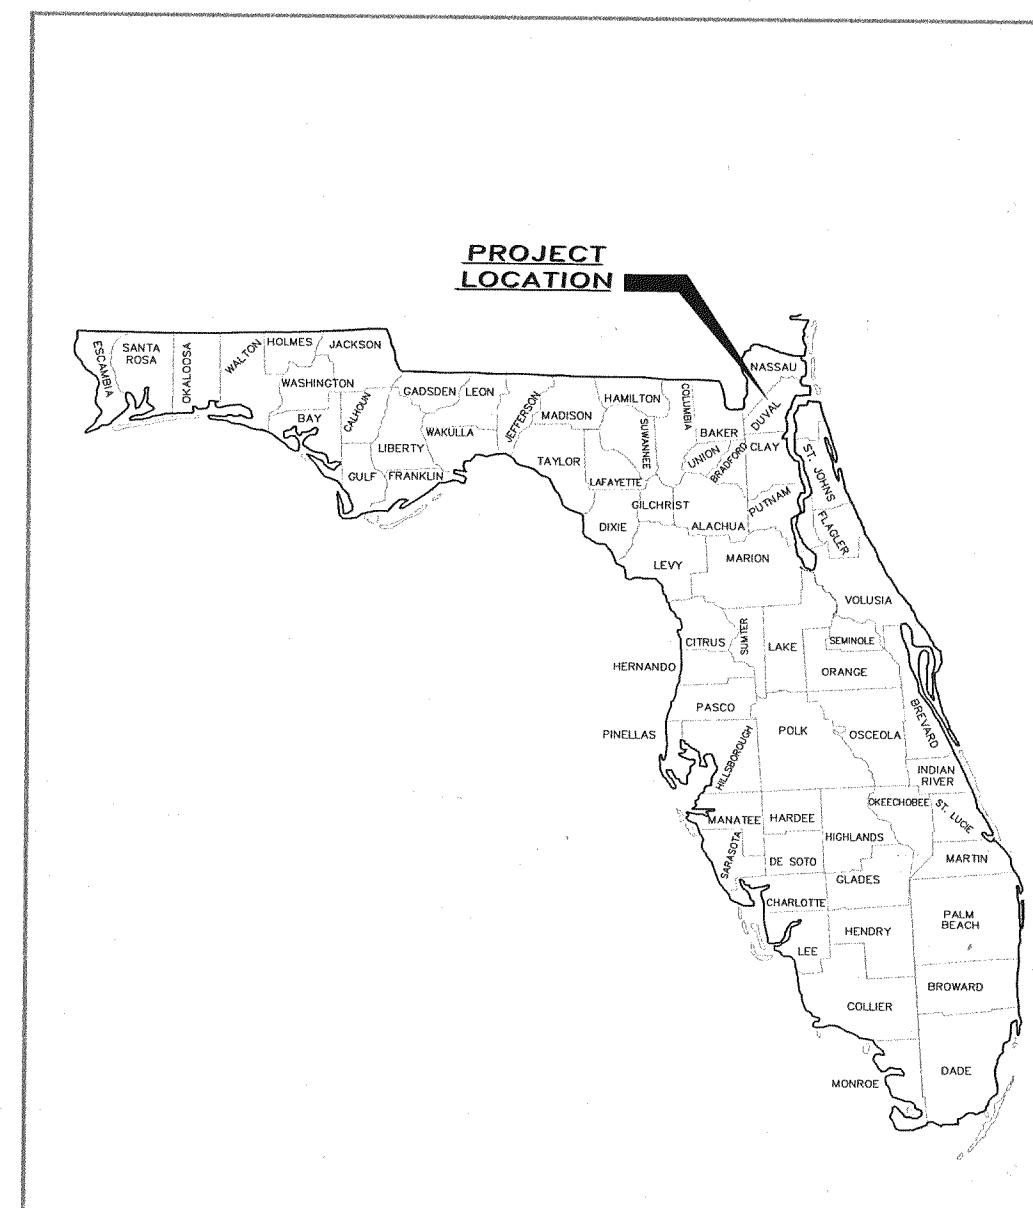 PROJECT
LOCATION
ESCAMBIA
SANTA
ROSA
OKALOOSA
WALTON
HOLMES
JACKSON
WASHINGTON
BAY
CALHOUN
GADSDEN
LEON
LIBERTY
WAKULLA
GULF
FRANKLIN
JEFFERSON
MADISON
HAMILTON
TAYLOR
SUWANNEE
LAFAYETTE
COLUMBIA
BAKER
NASSAU
DUVAL
UNION
BRADFORD
CLAY
ST. JOHNS
GILCHRIST
DIXIE
ALACHUA
PUTNAM
FLAGLER
LEVY
MARION
VOLUSIA
CITRUS
SUMTER
LAKE
SEMINOLE
HERNANDO
ORANGE
PASCO
PINELLAS
HILLSBOROUGH
POLK
OSCEOLA
BREVARD
INDIAN
RIVER
MANATEE
HARDEE
OKEECHOBEE
ST. LUCIE
HIGHLANDS
SARASOTA
DE SOTO
MARTIN
GLADES
CHARLOTTE
PALM
BEACH
LEE
HENDRY
BROWARD
COLLIER
MONROE
DADE